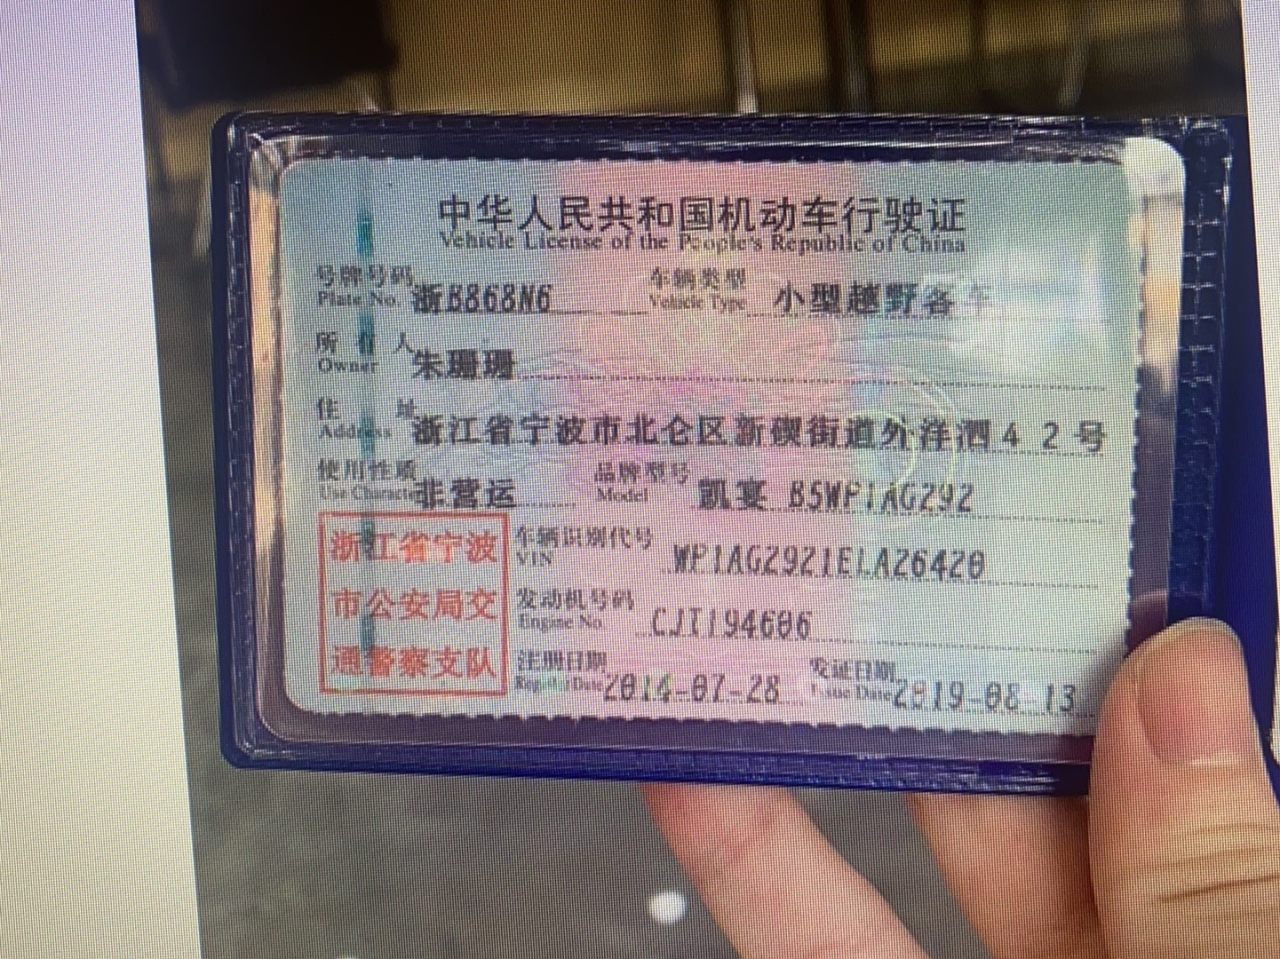 中华人民共和国机动车行驶证
Vehicle License of the People's Republic of China
号牌号码 Plate No. 浙B868N6 车辆类型 Vehicle Type 小型越野客车
所有人 Owner 朱珊珊
住址 Address 浙江省宁波市北仑区新碶街道外洋泗42号
使用性质 Use Character 非营运 品牌型号 Model 凯宴 BSWP1AG292
浙江省宁波
市公安局交
通警察支队
车辆识别代号 VIN WP1AG2921ELA26420
发动机号码 Engine No. CJT194606
注册日期 Register Date 2014-07-28 发证日期 Issue Date 2019-08-13